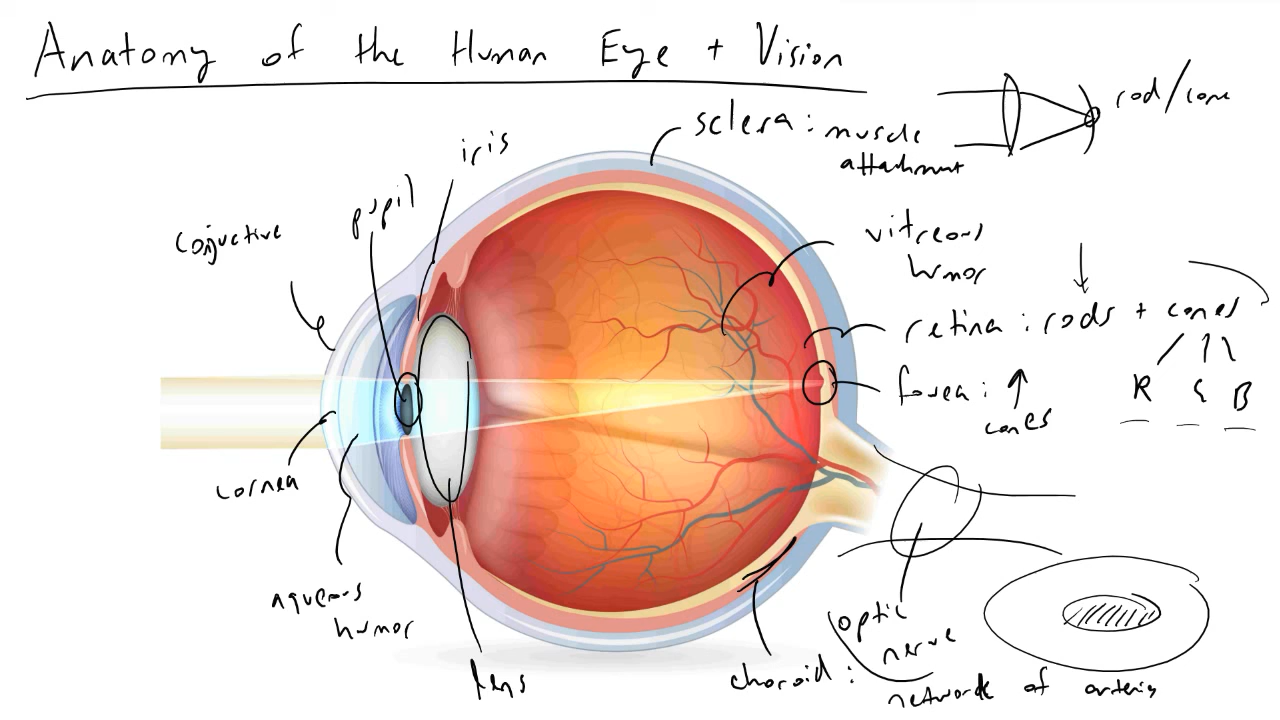 Anatomy of the Human Eye + Vision
rod/cone
sclera: muscle
attachment
iris
pupil
Conjuctive
vitreous
humor
retina: rods + cones
R G B
fovea: ↑
cones
cornea
aqueous
humor
lens
optic
nerve
choroid:
network of arteries